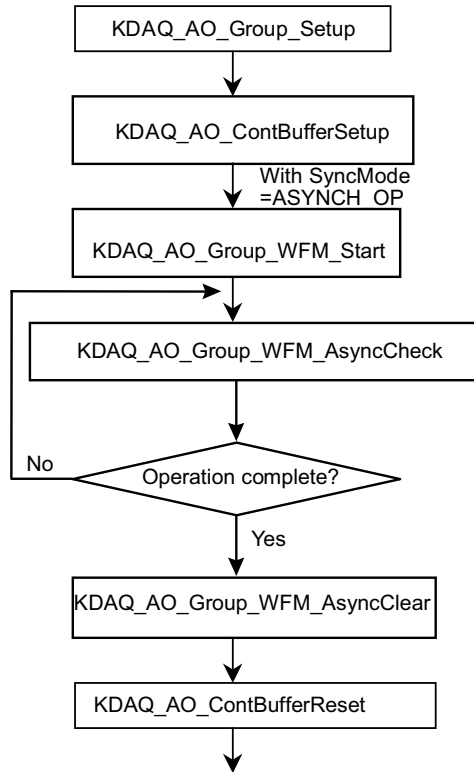 KDAQ_AO_Group_Setup
KDAQ_AO_ContBufferSetup
With SyncMode
=ASYNCH_OP
KDAQ_AO_Group_WFM_Start
KDAQ_AO_Group_WFM_AsyncCheck
No
Operation complete?
Yes
KDAQ_AO_Group_WFM_AsyncClear
KDAQ_AO_ContBufferReset